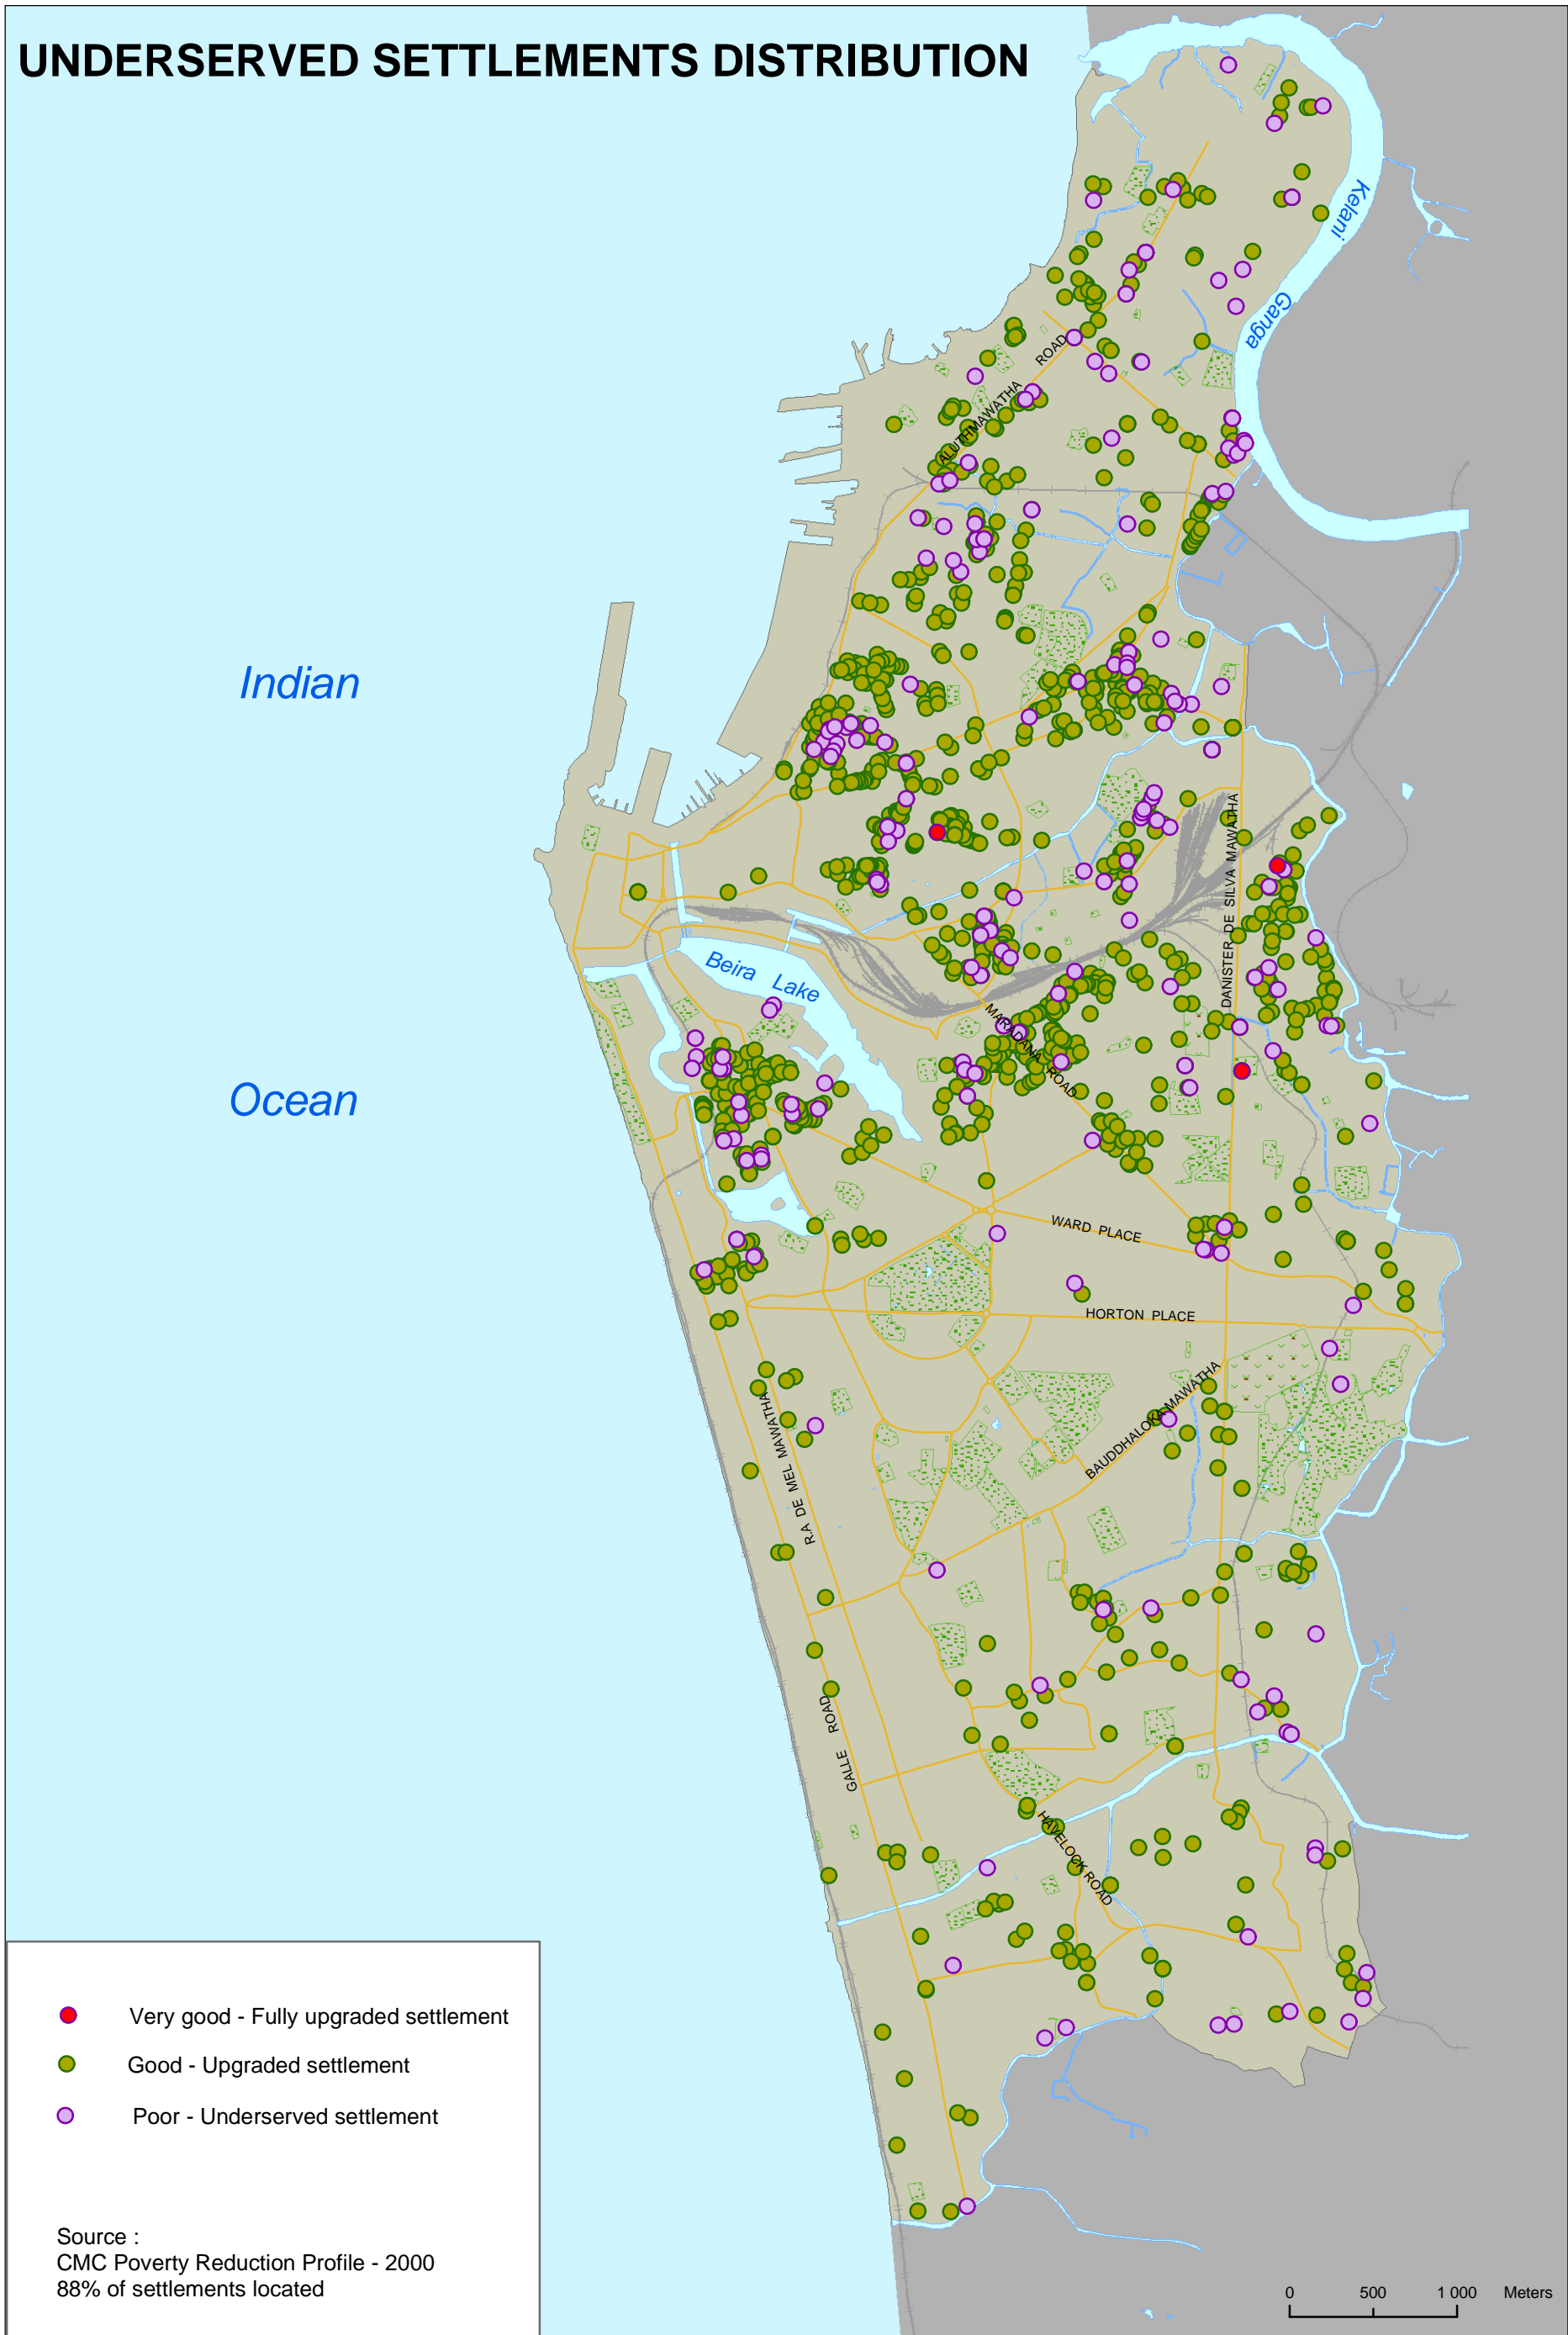 UNDERSERVED SETTLEMENTS DISTRIBUTION
Kelani
Ganga
ROAD
ALUTHMAWATHA
Indian
Ocean
DANISTER DE SILVA MAWATHA
Beira Lake
MARADANA ROAD
WARD PLACE
HORTON PLACE
BAUDDHALOKA MAWATHA
R.A DE MEL MAWATHA
GALLE ROAD
HAVELOCK ROAD
Very good - Fully upgraded settlement
Good - Upgraded settlement
Poor - Underserved settlement
Source :
CMC Poverty Reduction Profile - 2000
88% of settlements located
0 500 1 000 Meters